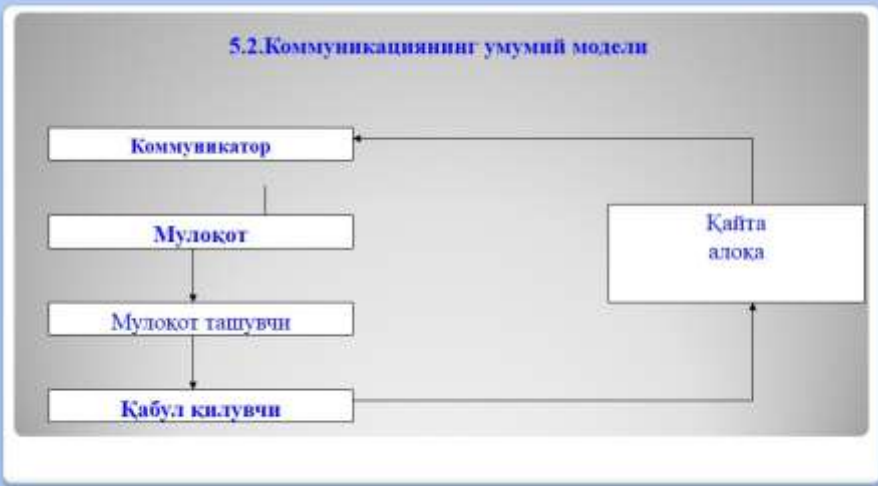 5.2.Коммуникациянинг умумий модели
Коммуникатор
Мулоқот
Мулоқот ташувчи
Қабул қилувчи
Қайта
алоқа